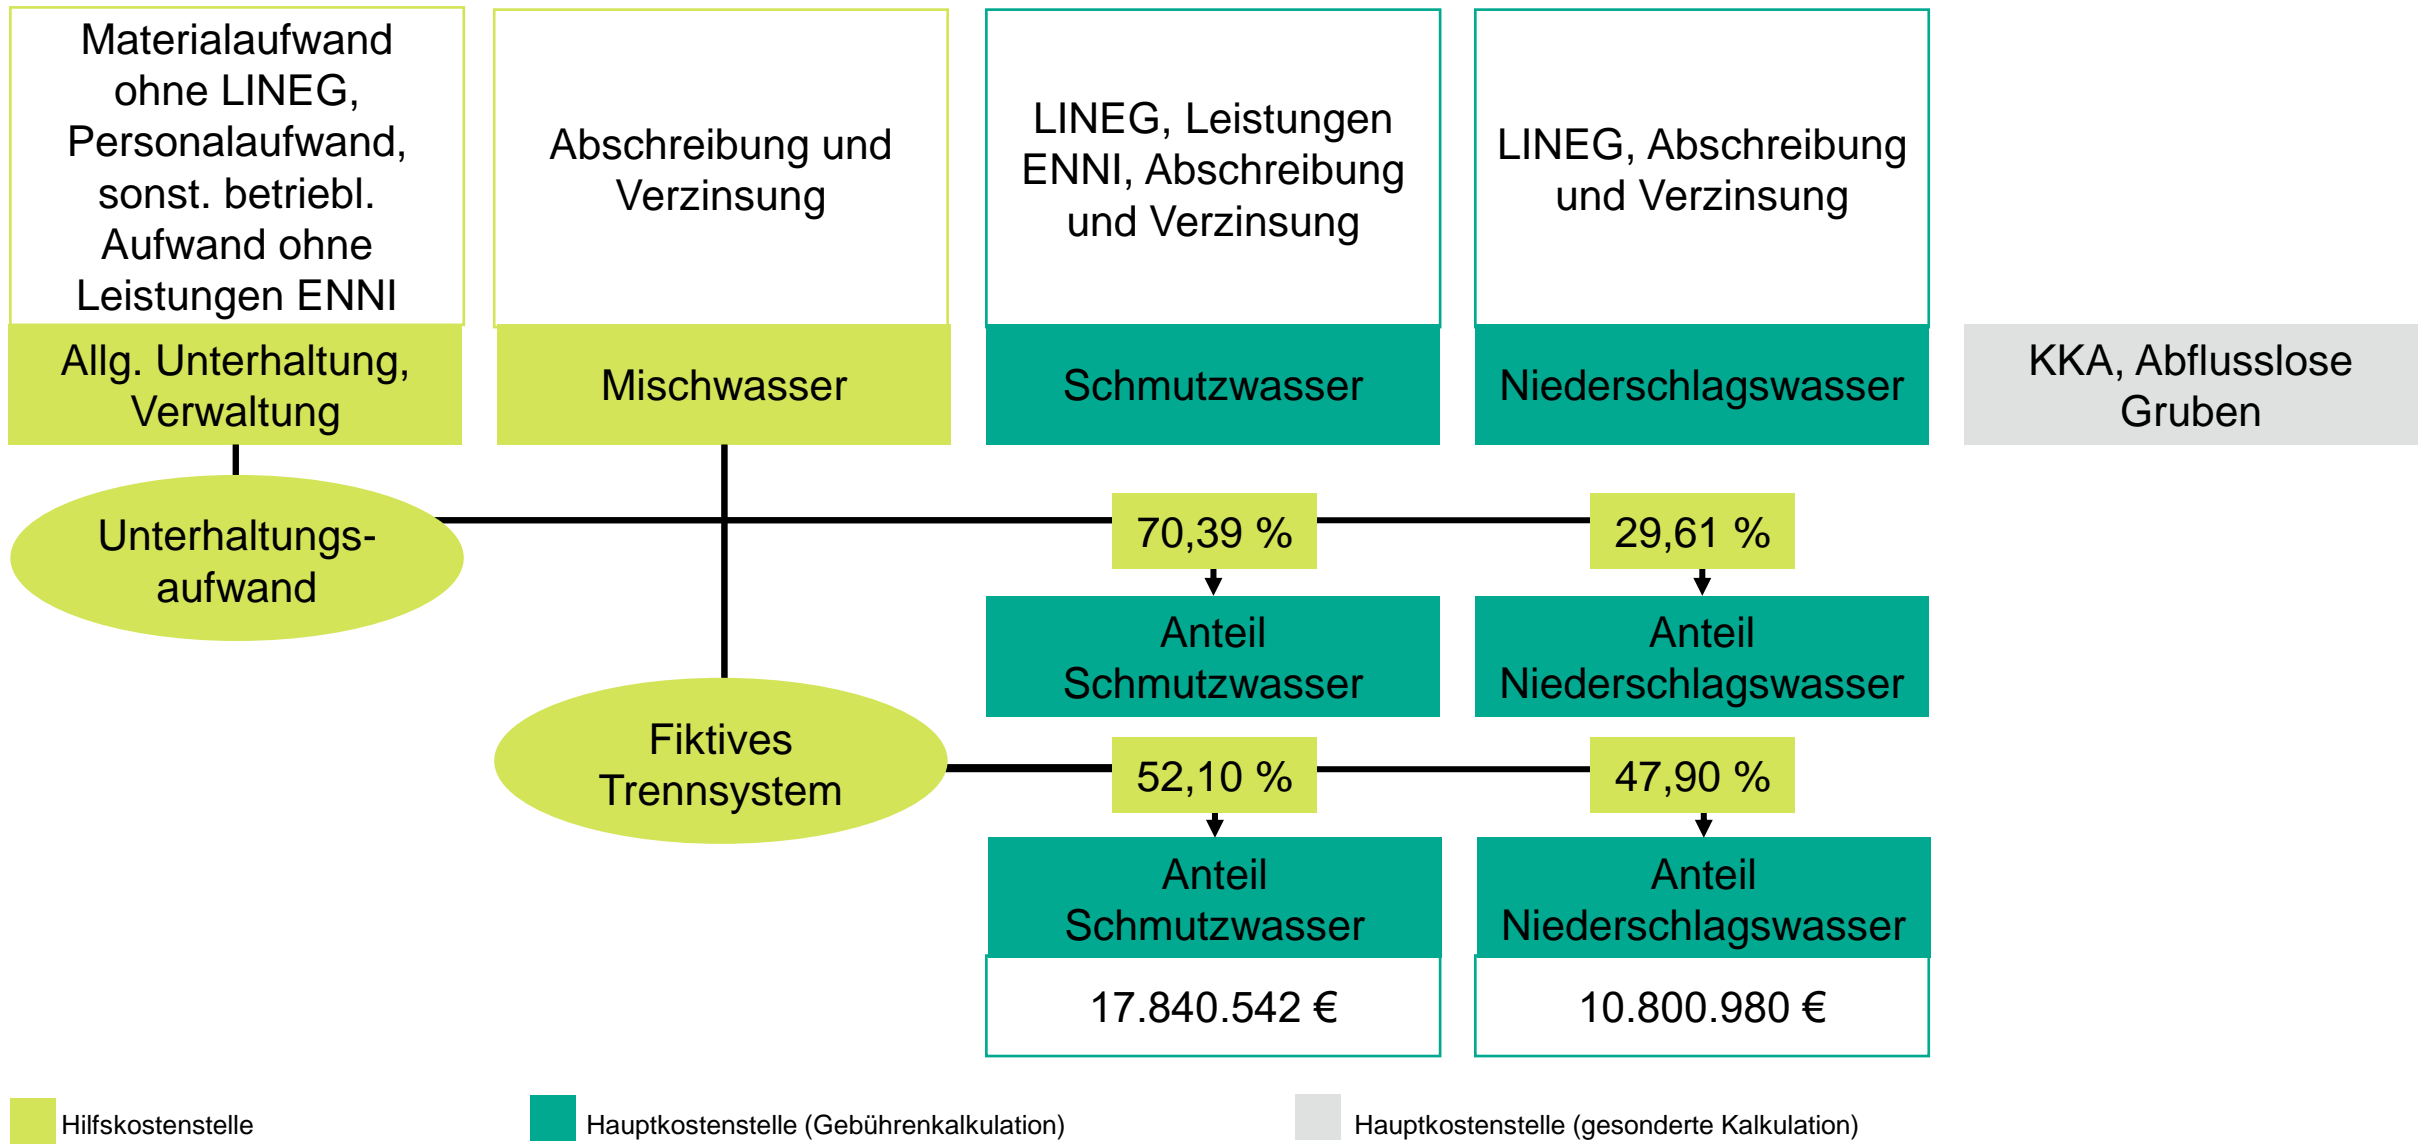 Materialaufwand
ohne LINEG,
Personalaufwand,
sonst. betriebl.
Aufwand ohne
Leistungen ENNI
Abschreibung und
Verzinsung
LINEG, Leistungen
ENNI, Abschreibung
und Verzinsung
LINEG, Abschreibung
und Verzinsung
Allg. Unterhaltung,
Verwaltung
Mischwasser
Schmutzwasser
Niederschlagswasser
KKA, Abflusslose
Gruben
Unterhaltungs-
aufwand
70,39 %
29,61 %
Anteil
Schmutzwasser
Anteil
Niederschlagswasser
Fiktives
Trennsystem
52,10 %
47,90 %
Anteil
Schmutzwasser
Anteil
Niederschlagswasser
17.840.542 €
10.800.980 €
Hilfskostenstelle
Hauptkostenstelle (Gebührenkalkulation)
Hauptkostenstelle (gesonderte Kalkulation)